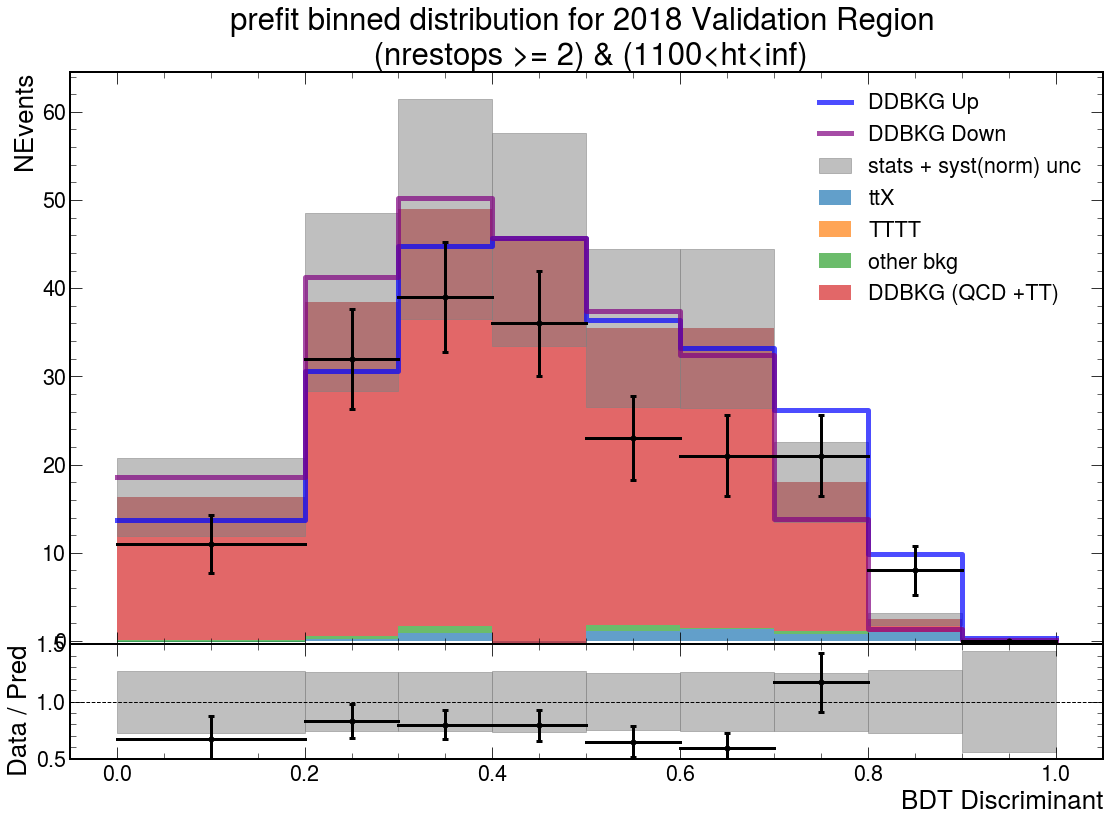 prefit binned distribution for 2018 Validation Region
(nrestops >= 2) & (1100<ht<inf)
NEvents
60
50
40
30
20
10
0
DDBKG Up
DDBKG Down
stats + syst(norm) unc
ttX
TTTT
other bkg
DDBKG (QCD +TT)
Data / Pred
1.5
1.0
0.5
0.0 0.2 0.4 0.6 0.8 1.0
BDT Discriminant